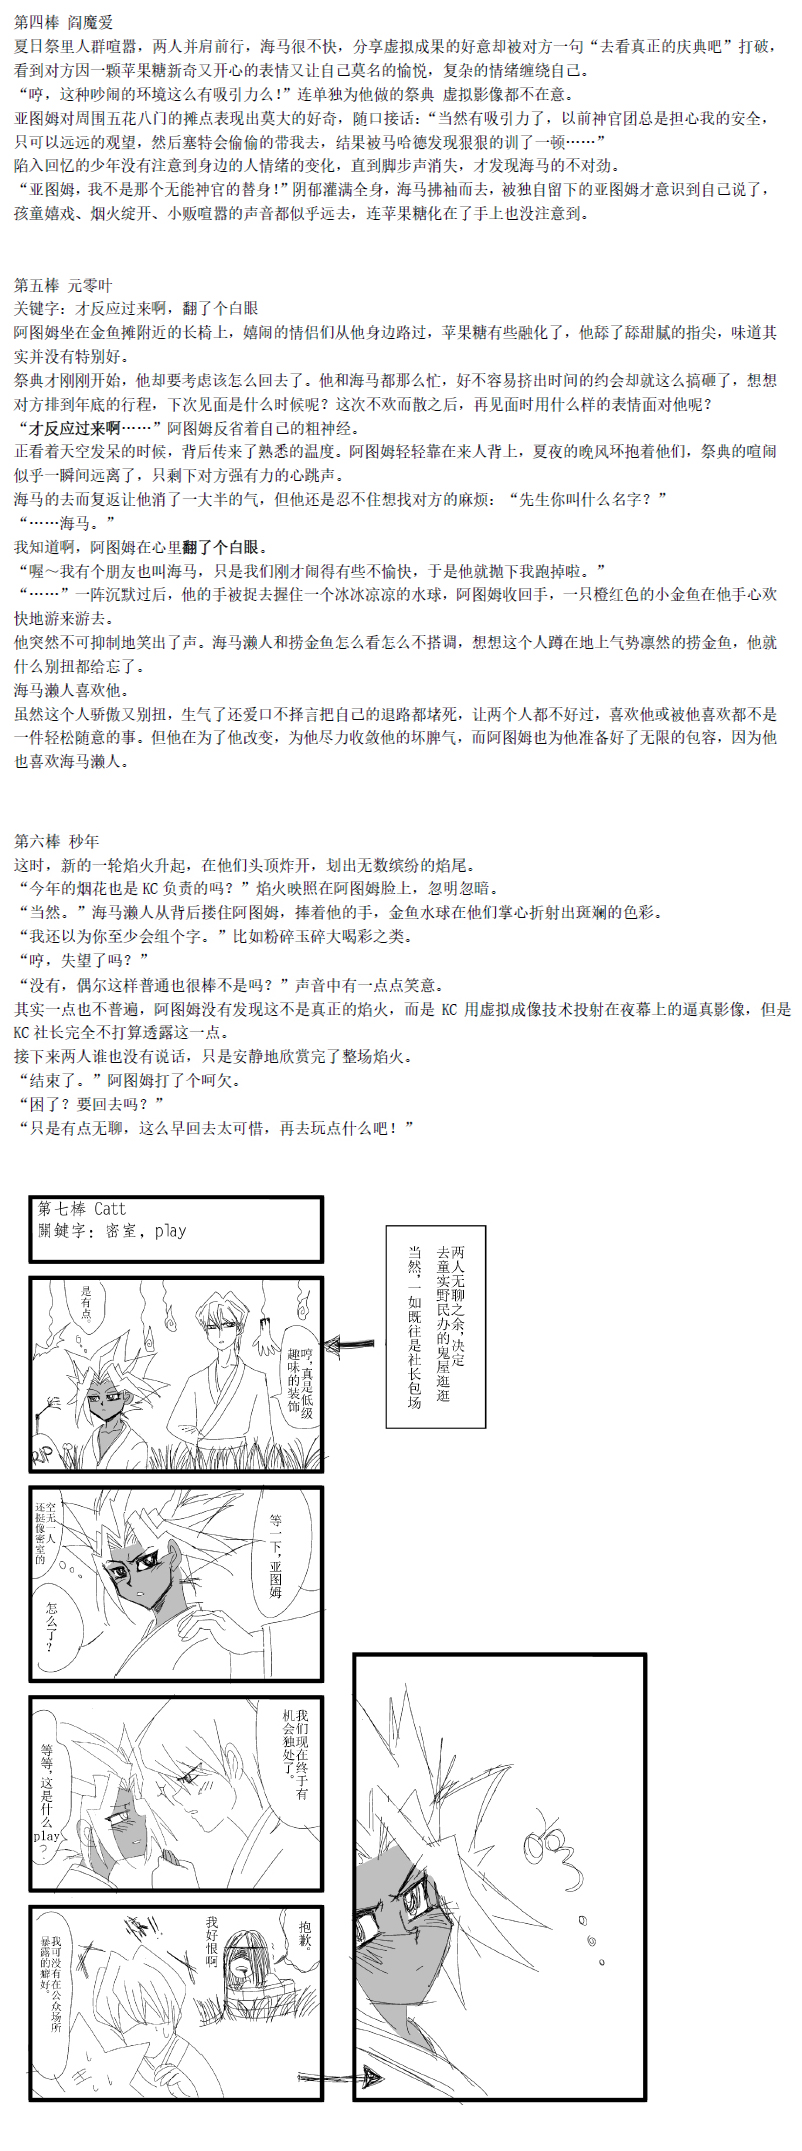 第四棒 阎魔爱
夏日祭里人群喧嚣，两人并肩前行，海马很不快，分享虚拟成果的好意却被对方一句“去看真正的庆典吧”打破，
看到对方因一颗苹果糖新奇又开心的表情又让自己莫名的愉悦，复杂的情绪缠绕自己。
“哼，这种吵闹的环境这么有吸引力么！”连单独为他做的祭典 虚拟影像都不在意。
亚图姆对周围五花八门的摊点表现出莫大的好奇，随口接话：“当然有吸引力了，以前神官团总是担心我的安全，
只可以远远的观望，然后塞特会偷偷的带我去，结果被马哈德发现狠狠的训了一顿……”
陷入回忆的少年没有注意到身边的人情绪的变化，直到脚步声消失，才发现海马的不对劲。
“亚图姆，我不是那个无能神官的替身！”阴郁灌满全身，海马拂袖而去，被独自留下的亚图姆才意识到自己说了，
孩童嬉戏、烟火绽开、小贩喧嚣的声音都似乎远去，连苹果糖化在了手上也没注意到。
第五棒 元零叶
关键字：才反应过来啊，翻了个白眼
阿图姆坐在金鱼摊附近的长椅上，嬉闹的情侣们从他身边路过，苹果糖有些融化了，他舔了舔甜腻的指尖，味道其
实并没有特别好。
祭典才刚刚开始，他却要考虑该怎么回去了。他和海马都那么忙，好不容易挤出时间的约会却就这么搞砸了，想想
对方排到年底的行程，下次见面是什么时候呢？这次不欢而散之后，再见面时用什么样的表情面对他呢？
“才反应过来啊……”阿图姆反省着自己的粗神经。
正看着天空发呆的时候，背后传来了熟悉的温度。阿图姆轻轻靠在来人背上，夏夜的晚风环抱着他们，祭典的喧闹
似乎一瞬间远离了，只剩下对方强有力的心跳声。
海马的去而复返让他消了一大半的气，但他还是忍不住想找对方的麻烦：“先生你叫什么名字？”
“……海马。”
我知道啊，阿图姆在心里翻了个白眼。
“喔～我有个朋友也叫海马，只是我们刚才闹得有些不愉快，于是他就抛下我跑掉啦。”
“……”一阵沉默过后，他的手被捉去握住一个冰冰凉凉的水球，阿图姆收回手，一只橙红色的小金鱼在他手心欢
快地游来游去。
他突然不可抑制地笑出了声。海马濑人和捞金鱼怎么看怎么不搭调，想想这个人蹲在地上气势凛然的捞金鱼，他就
什么别扭都给忘了。
海马濑人喜欢他。
虽然这个人骄傲又别扭，生气了还爱口不择言把自己的退路都堵死，让两个人都不好过，喜欢他或被他喜欢都不是
一件轻松随意的事。但他在为了他改变，为他尽力收敛他的坏脾气，而阿图姆也为他准备好了无限的包容，因为他
也喜欢海马濑人。
第六棒 秒年
这时，新的一轮焰火升起，在他们头顶炸开，划出无数缤纷的焰尾。
“今年的烟花也是 KC 负责的吗？”焰火映照在阿图姆脸上，忽明忽暗。
“当然。”海马濑人从背后搂住阿图姆，捧着他的手，金鱼水球在他们掌心折射出斑斓的色彩。
“我还以为你至少会组个字。”比如粉碎玉碎大喝彩之类。
“哼，失望了吗？”
“没有，偶尔这样普通也很棒不是吗？”声音中有一点点笑意。
其实一点也不普遍，阿图姆没有发现这不是真正的焰火，而是 KC 用虚拟成像技术投射在夜幕上的逼真影像，但是
KC 社长完全不打算透露这一点。
接下来两人谁也没有说话，只是安静地欣赏完了整场焰火。
“结束了。”阿图姆打了个呵欠。
“困了？要回去吗？”
“只是有点无聊，这么早回去太可惜，再去玩点什么吧！”
第七棒 Catt
關鍵字：密室，play
两人无聊之余，决定
去童实野民办的鬼屋逛逛
当然，一如既往是社长包场
哼，真是低级
趣味的装饰
是有点。
RIP
等一下，亚图姆
空无一人
还挺像密室的
怎么了？
我们现在终于有
机会独处了。
等等，这是什么
play
？
抱歉。
我好恨啊
我可没有在公众场所
暴露的癖好。